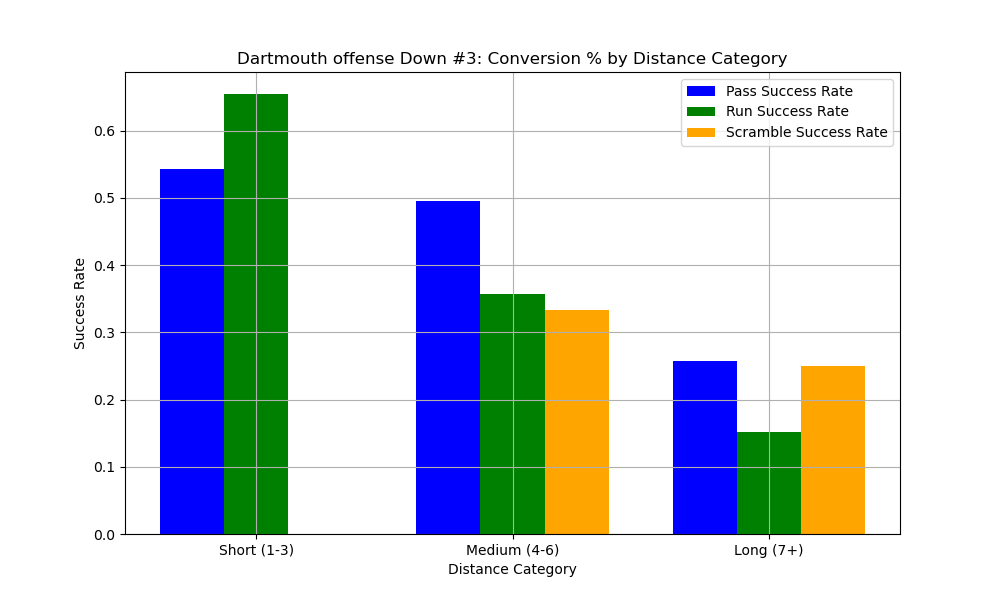 Dartmouth offense Down #3: Conversion % by Distance Category
Pass Success Rate
Run Success Rate
Scramble Success Rate
Success Rate
0.6
0.5
0.4
0.3
0.2
0.1
0.0
Short (1-3)
Medium (4-6)
Long (7+)
Distance Category